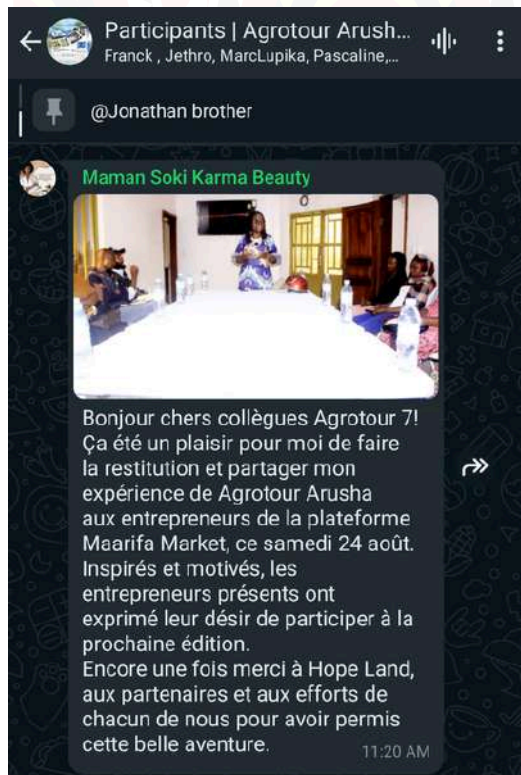 Participants | Agrotour Arush...
Franck , Jethro, MarcLupika, Pascaline,...
@Jonathan brother
Maman Soki Karma Beauty
Bonjour chers collègues Agrotour 7!
Ça été un plaisir pour moi de faire
la restitution et partager mon
expérience de Agrotour Arusha
aux entrepreneurs de la plateforme
Maarifa Market, ce samedi 24 août.
Inspirés et motivés, les
entrepreneurs présents ont
exprimé leur désir de participer à la
prochaine édition.
Encore une fois merci à Hope Land,
aux partenaires et aux efforts de
chacun de nous pour avoir permis
cette belle aventure.
11:20 AM